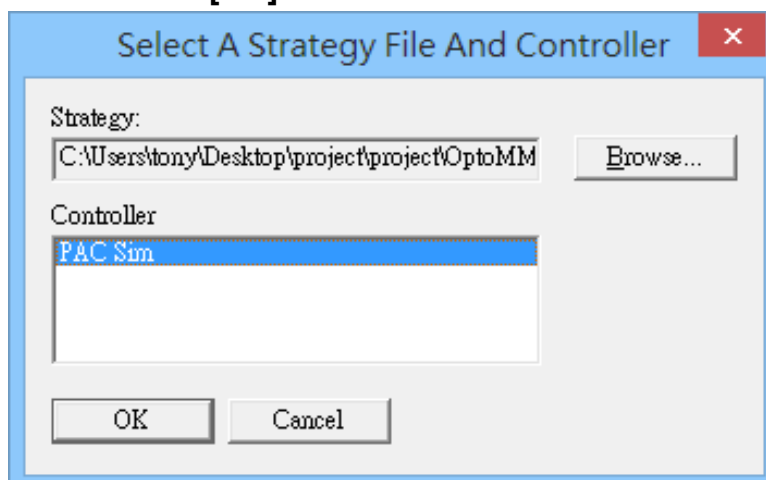 Select A Strategy File And Controller
Strategy:
C:\Users\tony\Desktop\project\project\OptoMM
Browse...
Controller
PAC Sim
OK
Cancel